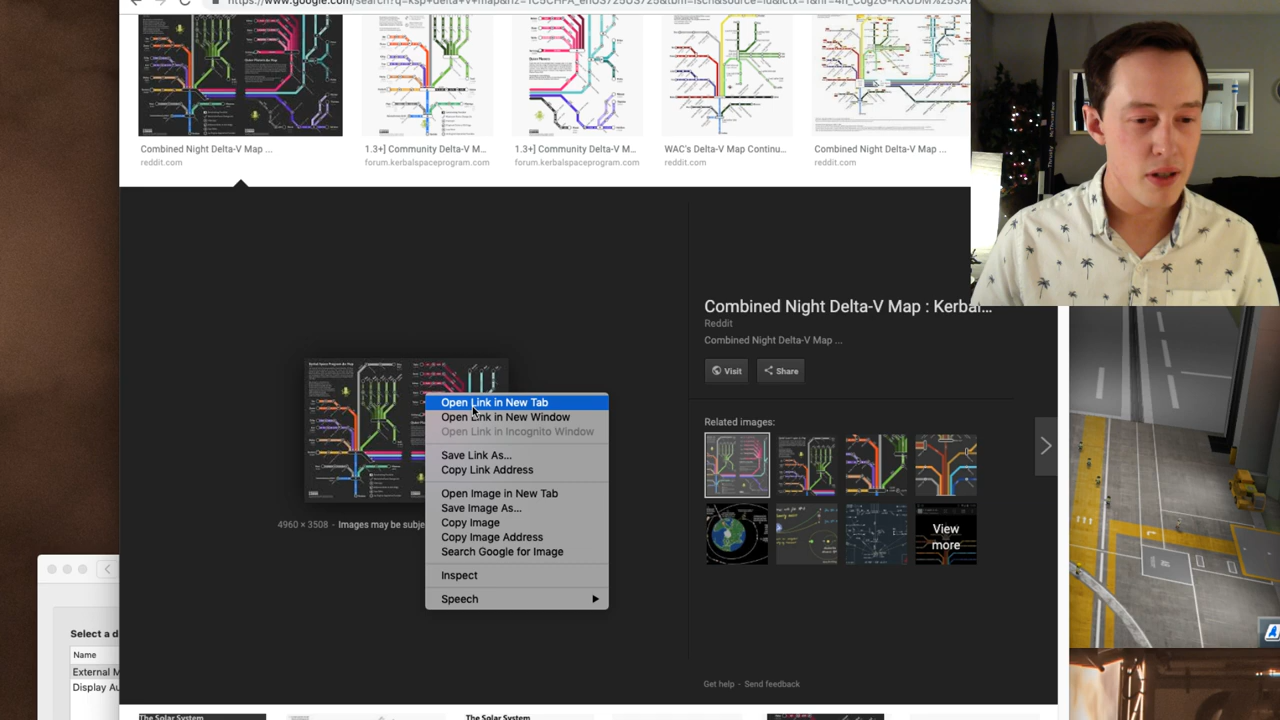 Combined Night Delta-V Map ...
reddit.com
1.3+] Community Delta-V M...
forum.kerbalspaceprogram.com
1.3+] Community Delta-V M...
forum.kerbalspaceprogram.com
WAC's Delta-V Map Continu...
reddit.com
Combined Night Delta-V Map ...
reddit.com
Combined Night Delta-V Map : Kerbal...
Reddit
Combined Night Delta-V Map ...
Visit
Share
Related images:
View
more
4960 × 3508 - Images may be subje
Open Link in New Tab
Open Link in New Window
Open Link in Incognito Window
Save Link As...
Copy Link Address
Open Image in New Tab
Save Image As...
Copy Image
Copy Image Address
Search Google for Image
Inspect
Speech
Get help - Send feedback
Select a d
Name
External M
Display Au
The Solar System
The Solar System